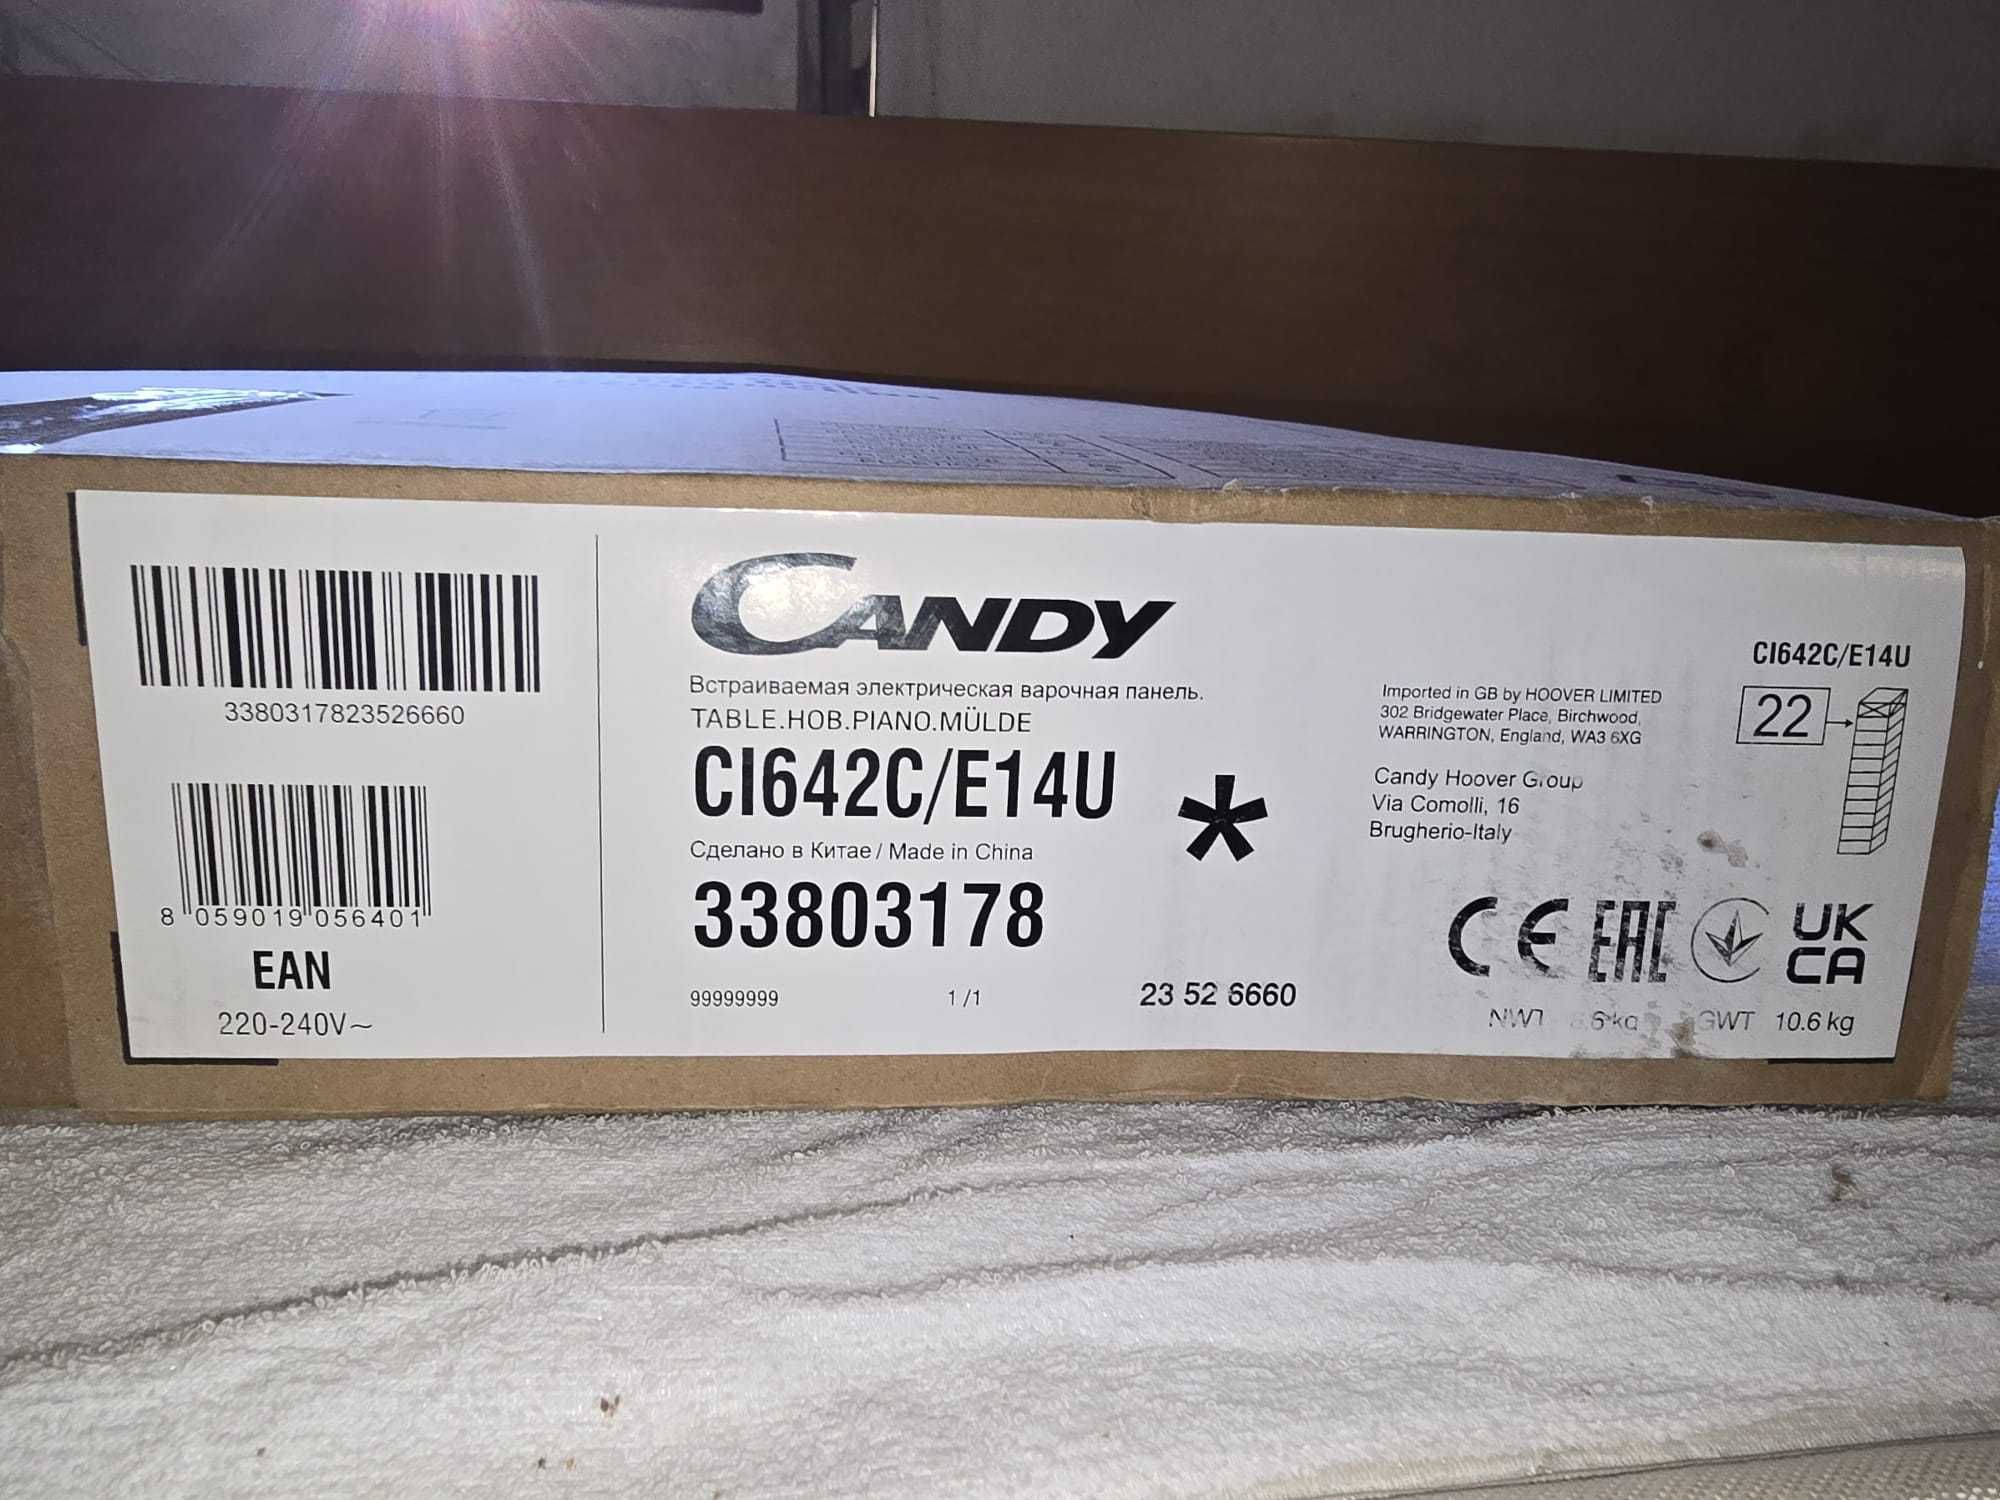 3380317823526660
8 059019 056401
EAN
220-240V~
CANDY
Встраиваемая электрическая варочная панель.
TABLE.HOB.PIANO.MÜLDE
CI642C/E14U
*
Сделано в Китае / Made in China
33803178
99999999 1 /1 23 52 6660
Imported in GB by HOOVER LIMITED
302 Bridgewater Place, Birchwood,
WARRINGTON, England, WA3 6XG
Candy Hoover Group
Via Comolli, 16
Brugherio-Italy
CI642C/E14U
22
CE EAC UK
CA
NWT GWT 10.6 kg